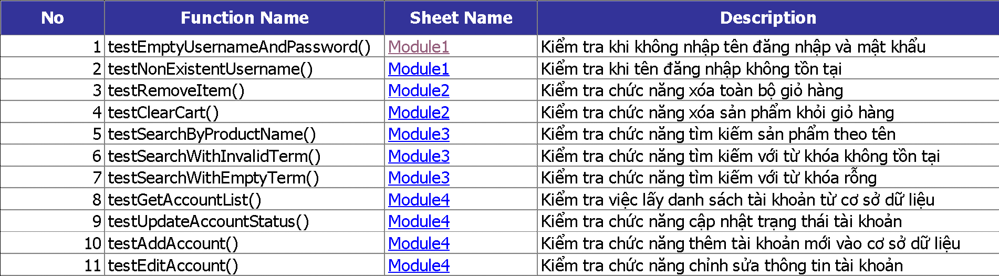 No Function Name Sheet Name Description
1 testEmptyUsernameAndPassword() Module1 Kiểm tra khi không nhập tên đăng nhập và mật khẩu
2 testNonExistentUsername() Module1 Kiểm tra khi tên đăng nhập không tồn tại
3 testRemoveItem() Module2 Kiểm tra chức năng xóa toàn bộ giỏ hàng
4 testClearCart() Module2 Kiểm tra chức năng xóa sản phẩm khỏi giỏ hàng
5 testSearchByProductName() Module3 Kiểm tra chức năng tìm kiếm sản phẩm theo tên
6 testSearchWithInvalidTerm() Module3 Kiểm tra chức năng tìm kiếm với từ khóa không tồn tại
7 testSearchWithEmptyTerm() Module3 Kiểm tra chức năng tìm kiếm với từ khóa rỗng
8 testGetAccountList() Module4 Kiểm tra việc lấy danh sách tài khoản từ cơ sở dữ liệu
9 testUpdateAccountStatus() Module4 Kiểm tra chức năng cập nhật trạng thái tài khoản
10 testAddAccount() Module4 Kiểm tra chức năng thêm tài khoản mới vào cơ sở dữ liệu
11 testEditAccount() Module4 Kiểm tra chức năng chỉnh sửa thông tin tài khoản